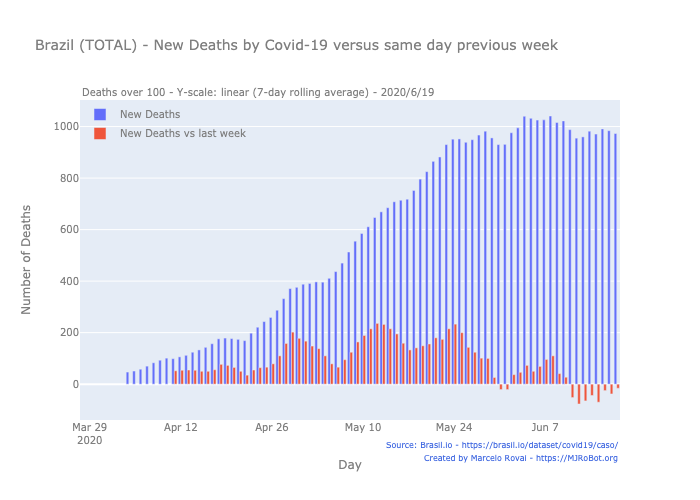 Brazil (TOTAL) - New Deaths by Covid-19 versus same day previous week
Deaths over 100 - Y-scale: linear (7-day rolling average) - 2020/6/19
New Deaths
New Deaths vs last week
1000
800
600
400
200
0
Number of Deaths
Mar 29
2020
Apr 12
Apr 26
May 10
May 24
Jun 7
Day
Source: Brasil.io - https://brasil.io/dataset/covid19/caso/
Created by Marcelo Rovai - https://MJRoBot.org